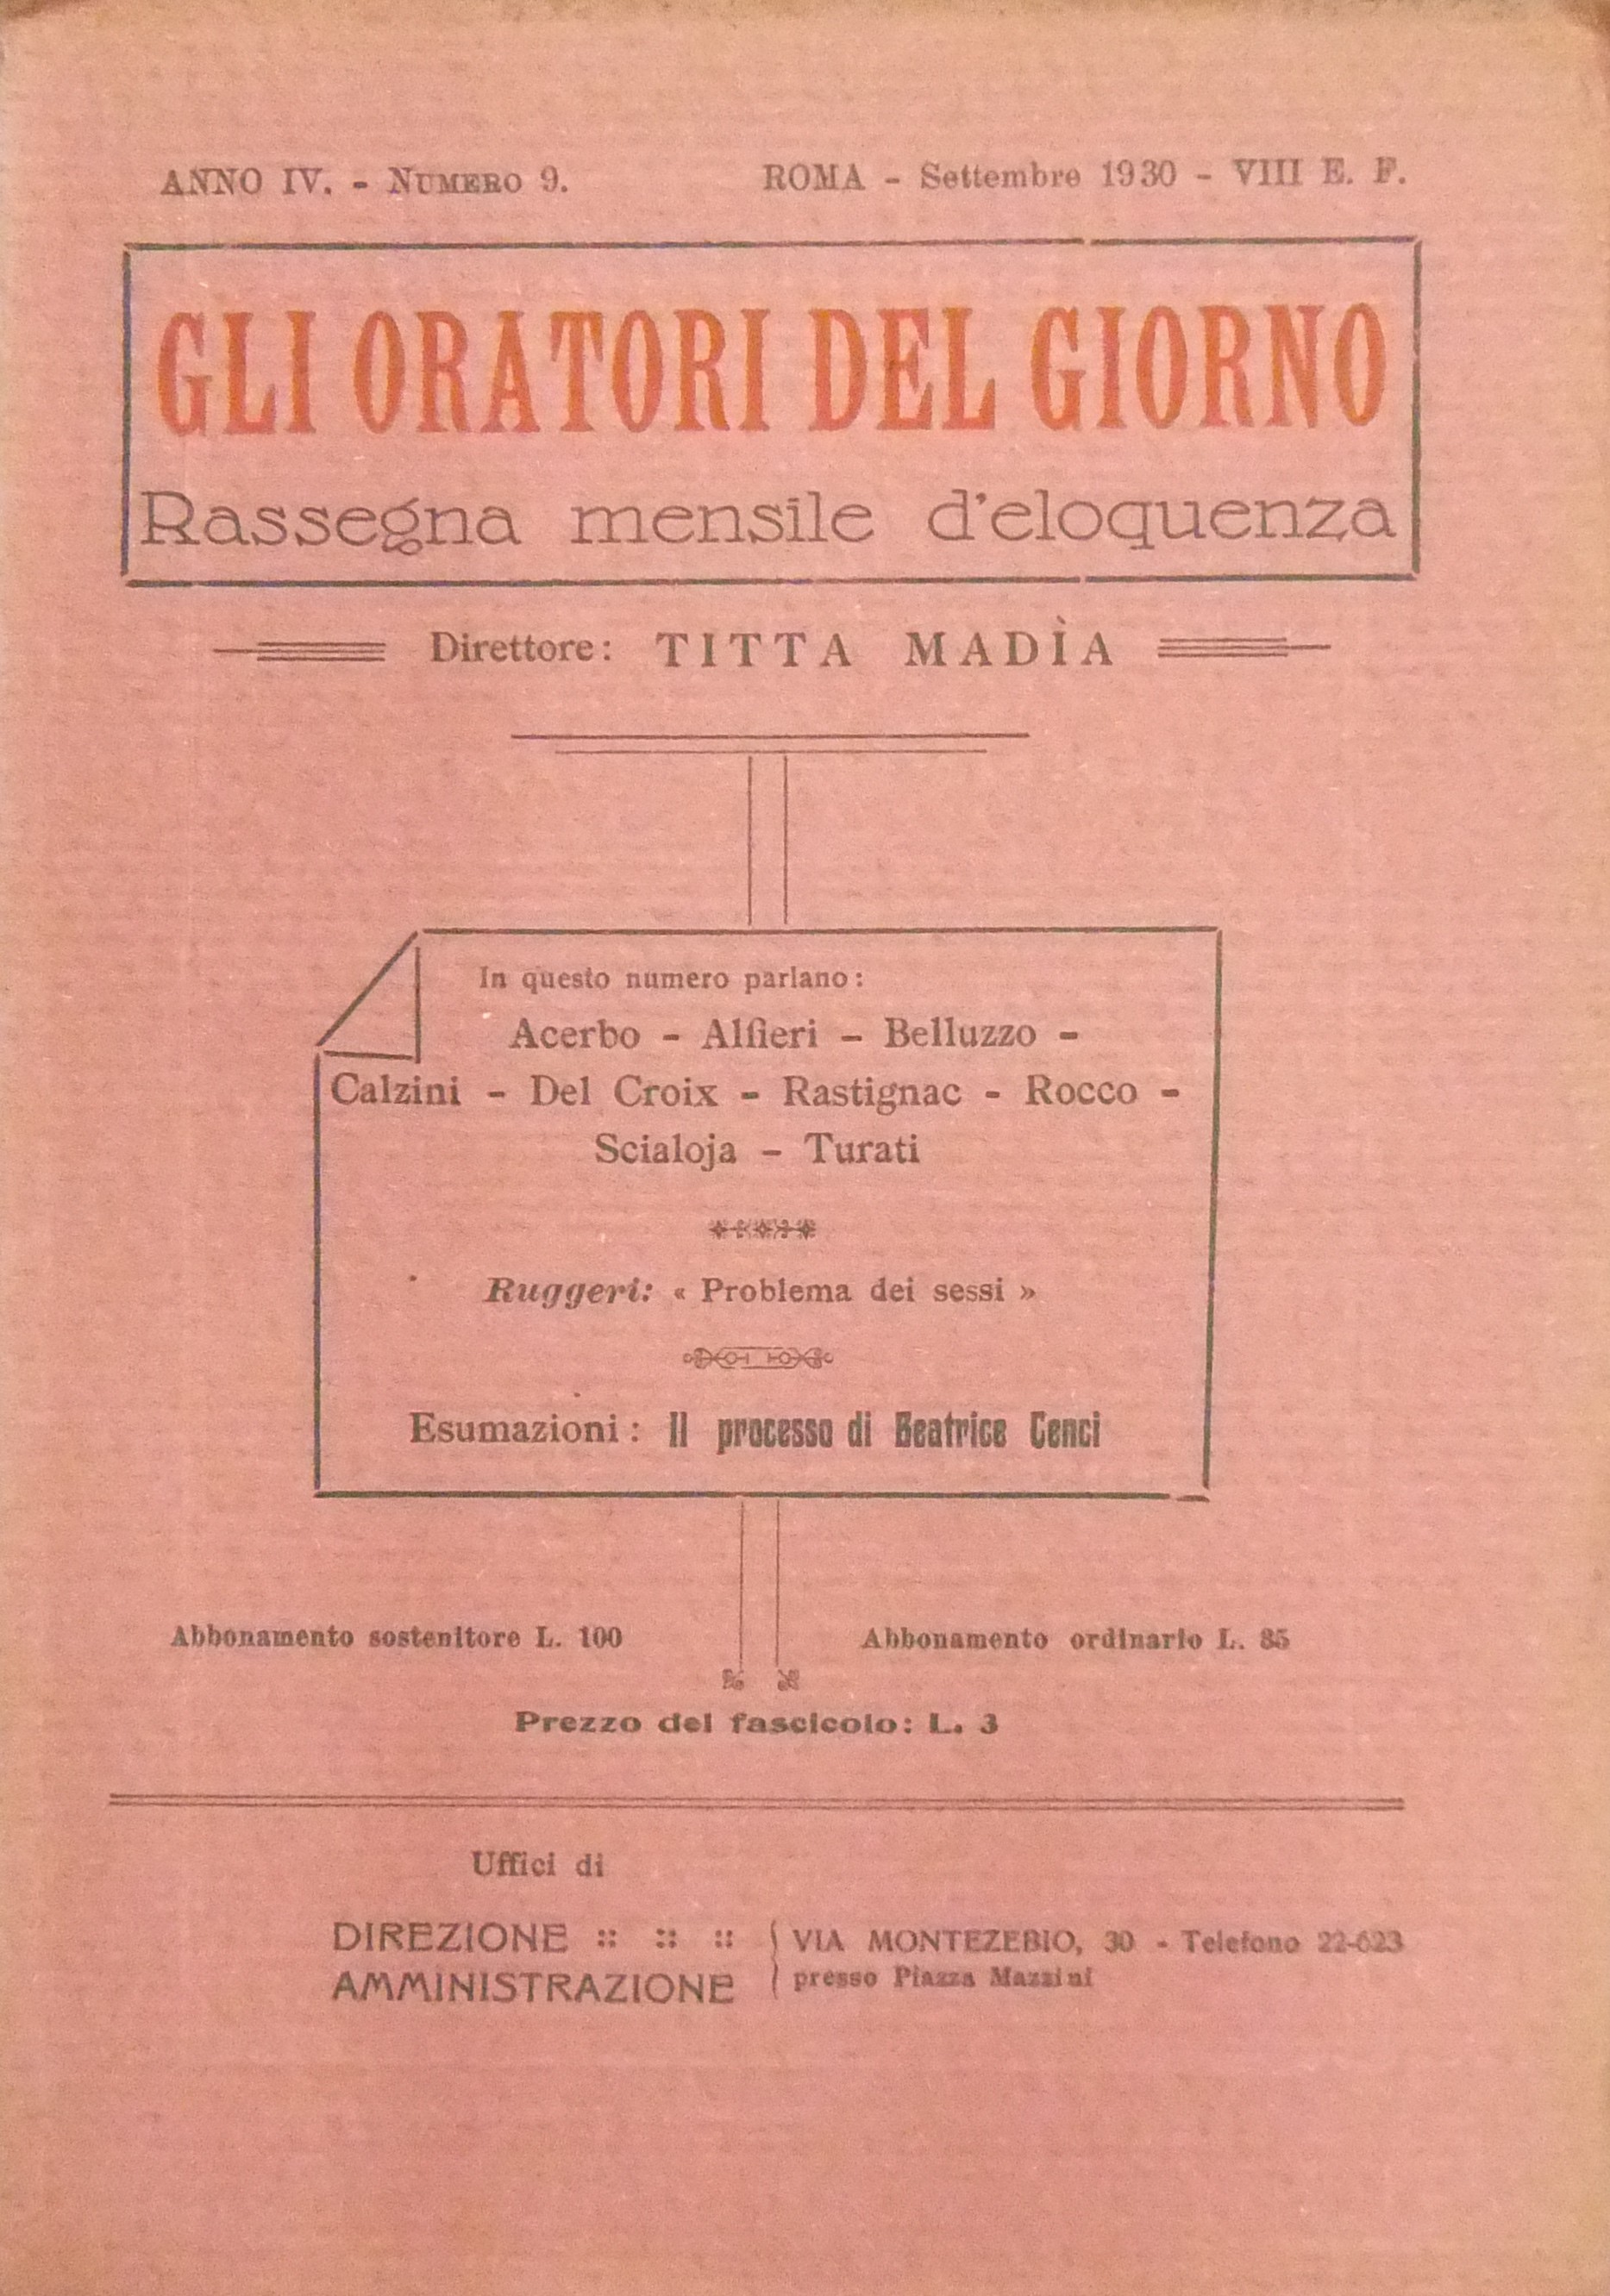 ANNO IV. - NUMERO 9.
ROMA - Settembre 1930 - VIII E. F.
GLI ORATORI DEL GIORNO
Rassegna mensile d'eloquenza
Direttore: TITTA MADÌA
In questo numero parlano:
Acerbo - Alfieri - Belluzzo -
Calzini - Del Croix - Rastignac - Rocco -
Scialoja - Turati
Ruggeri: « Problema dei sessi »
Esumazioni: Il processo di Beatrice Cenci
Abbonamento sostenitore L. 100
Abbonamento ordinario L. 35
Prezzo del fascicolo: L. 3
Uffici di
DIREZIONE
AMMINISTRAZIONE
VIA MONTEZEBIO, 30 - Telefono 22-623
presso Piazza Mazzini